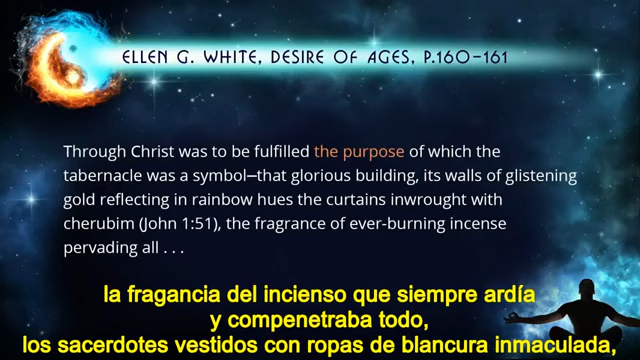 ELLEN G. WHITE, DESIRE OF AGES, P.160-161
Through Christ was to be fulfilled the purpose of which the
tabernacle was a symbol—that glorious building, its walls of glistening
gold reflecting in rainbow hues the curtains inwrought with
cherubim (John 1:51), the fragrance of ever-burning incense
pervading all . . .
la fragancia del incienso que siempre ardía
y compenetraba todo,
los sacerdotes vestidos con ropas de blancura inmaculada,